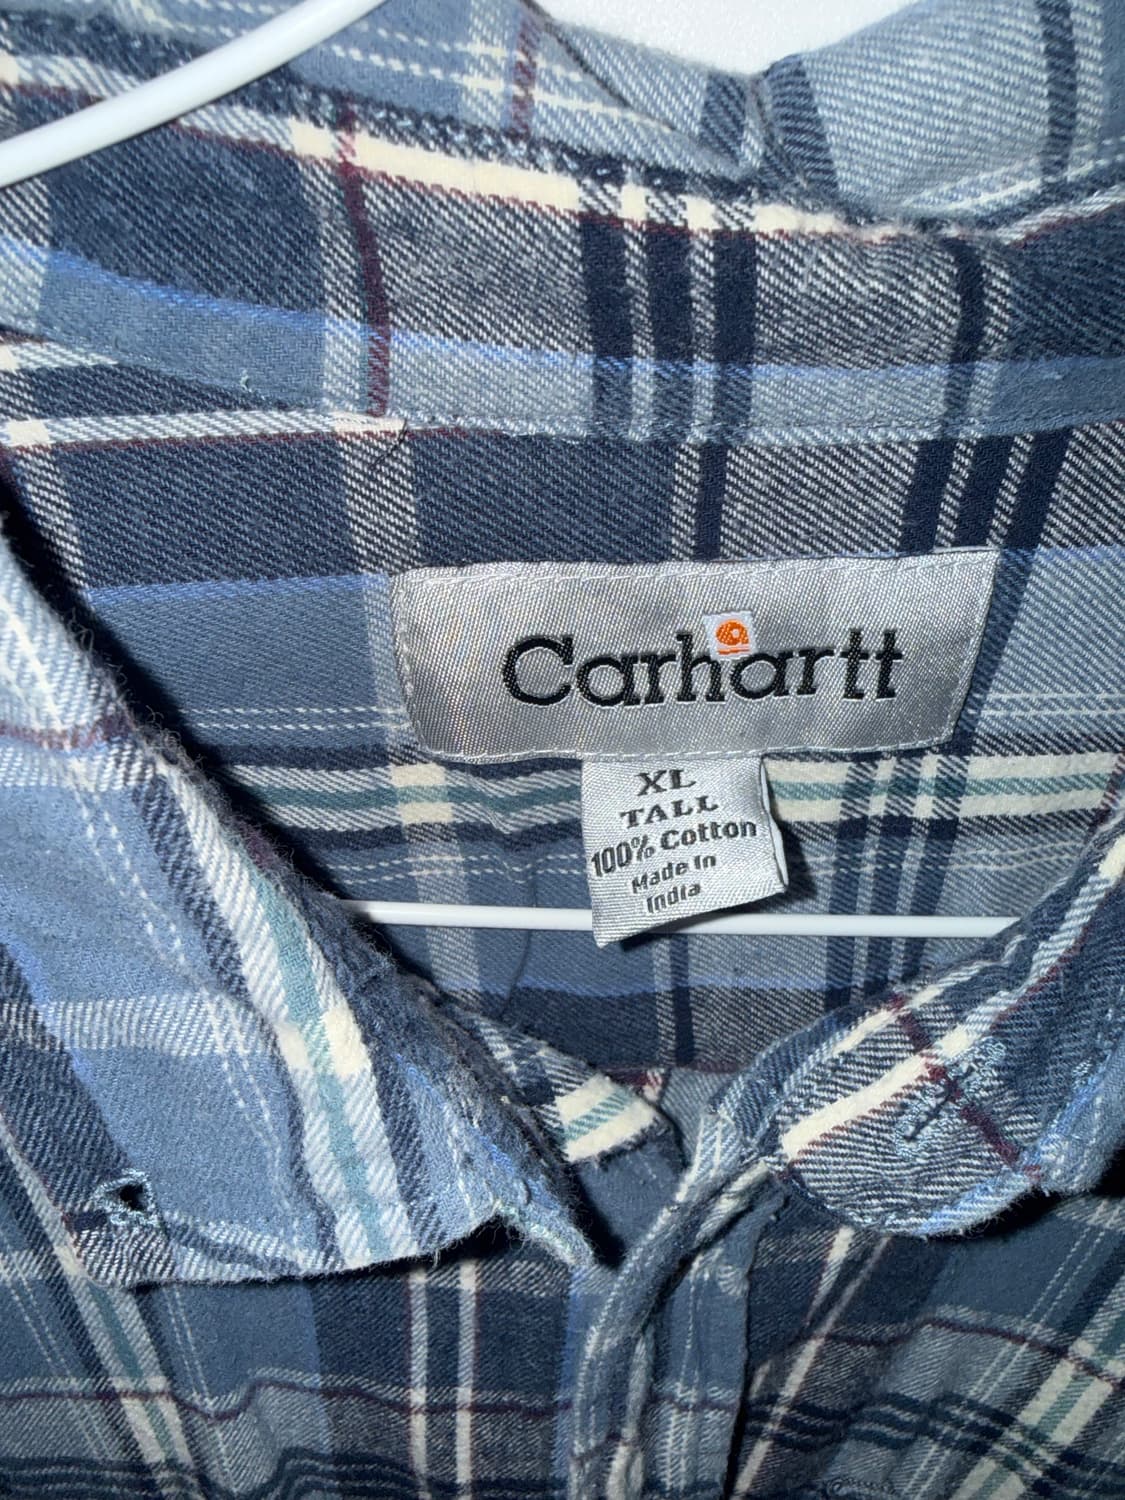 Carhartt
XL
TALL
100% Cotton
Made In
India